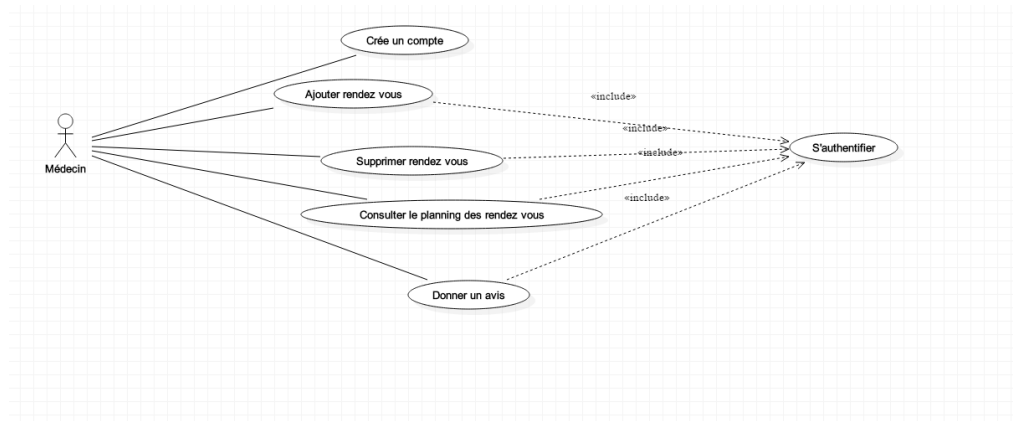 Crée un compte
Ajouter rendez vous
«include»
Médecin
«include»
S'authentifier
Supprimer rendez vous
«include»
Consulter le planning des rendez vous
«include»
Donner un avis